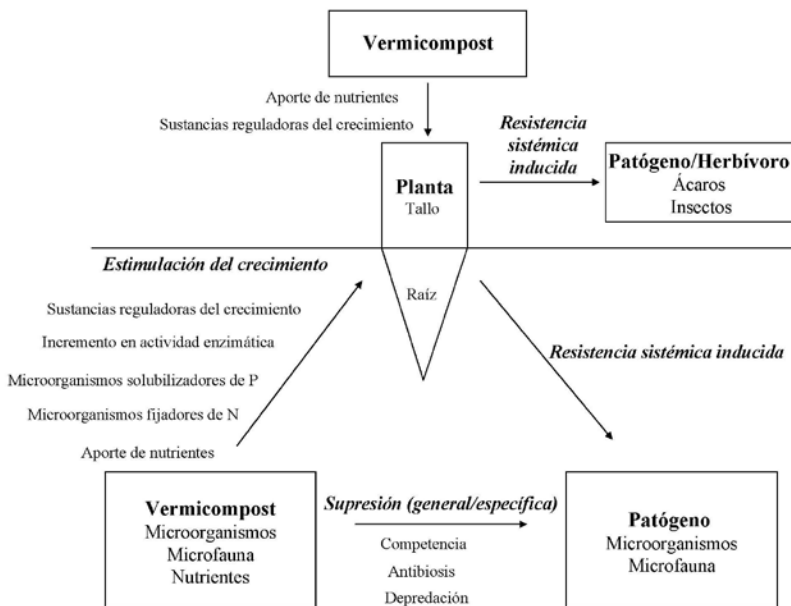 Vermicompost
Aporte de nutrientes
Sustancias reguladoras del crecimiento
Resistencia
sistémica
inducida
Planta
Tallo
Patógeno/Herbívoro
Ácaros
Insectos
Estimulación del crecimiento
Raíz
Sustancias reguladoras del crecimiento
Incremento en actividad enzimática
Microorganismos solubilizadores de P
Microorganismos fijadores de N
Aporte de nutrientes
Resistencia sistémica inducida
Vermicompost
Microorganismos
Microfauna
Nutrientes
Supresión (general/específica)
Competencia
Antibiosis
Depredación
Patógeno
Microorganismos
Microfauna